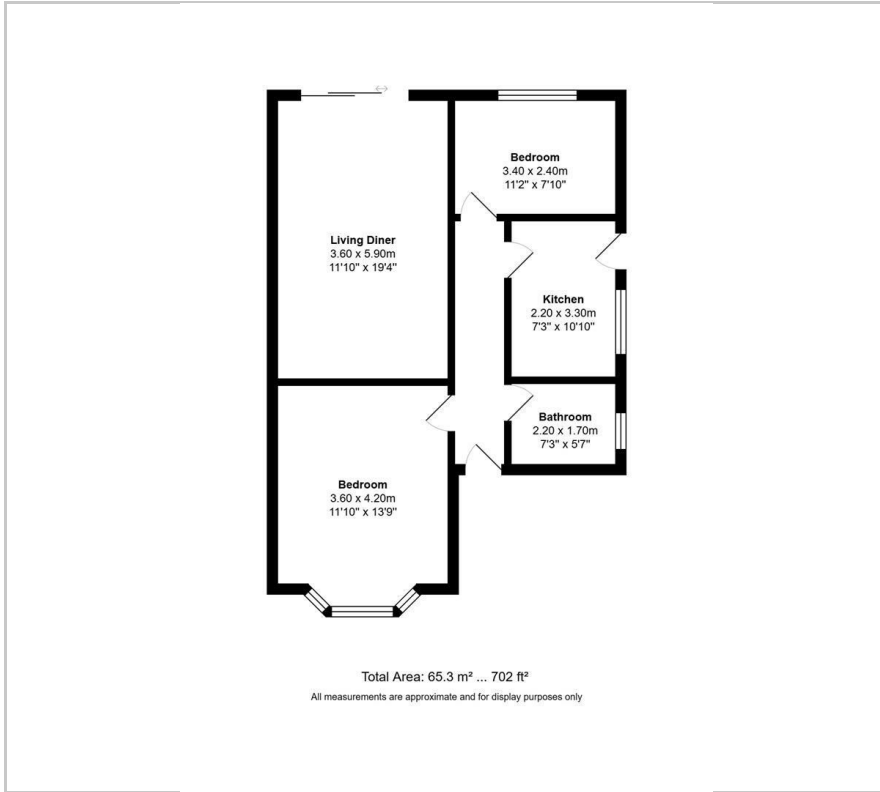 Bedroom
3.40 x 2.40m
11'2" x 7'10"
Living Diner
3.60 x 5.90m
11'10" x 19'4"
Kitchen
2.20 x 3.30m
7'3" x 10'10"
Bathroom
2.20 x 1.70m
7'3" x 5'7"
Bedroom
3.60 x 4.20m
11'10" x 13'9"
Total Area: 65.3 m² ... 702 ft²
All measurements are approximate and for display purposes only